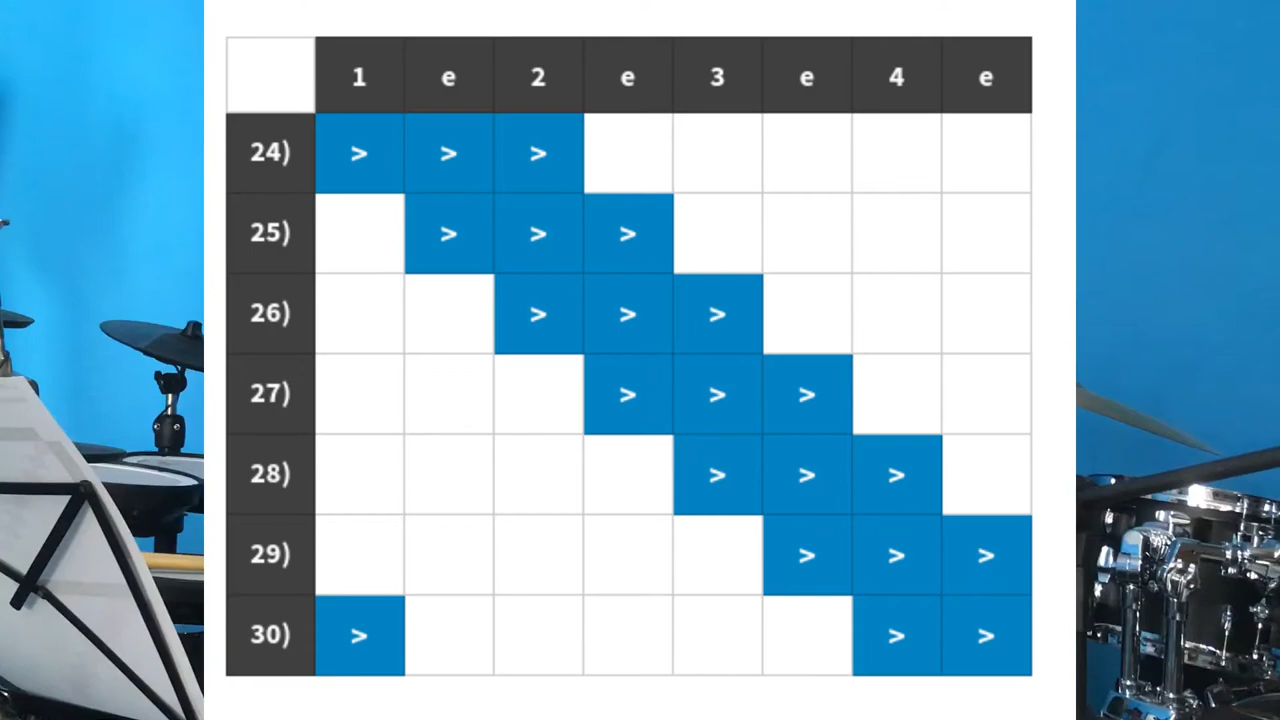 1 e 2 e 3 e 4 e
24) > > >
25) > > >
26) > > >
27) > > >
28) > > >
29) > > >
30) > > >